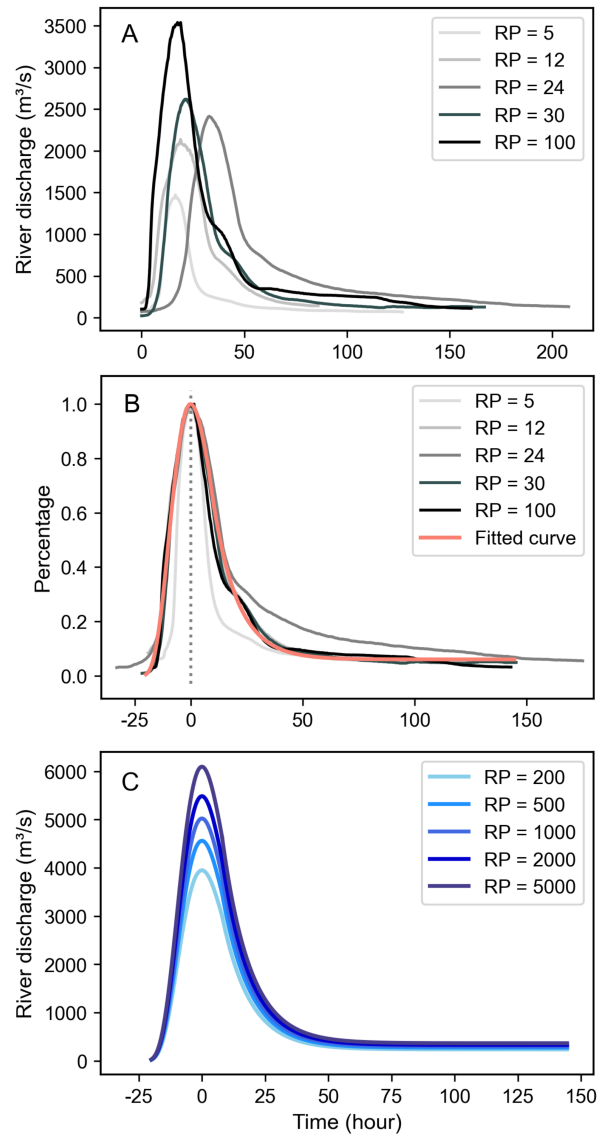 A
RP = 5
RP = 12
RP = 24
RP = 30
RP = 100
River discharge (m³/s)
3500
3000
2500
2000
1500
1000
500
0
0 50 100 150 200
B
RP = 5
RP = 12
RP = 24
RP = 30
RP = 100
Fitted curve
Percentage
1.0
0.8
0.6
0.4
0.2
0.0
-25 0 50 100 150
C
RP = 200
RP = 500
RP = 1000
RP = 2000
RP = 5000
River discharge (m³/s)
6000
5000
4000
3000
2000
1000
0
-25 0 25 50 75 100 125 150
Time (hour)